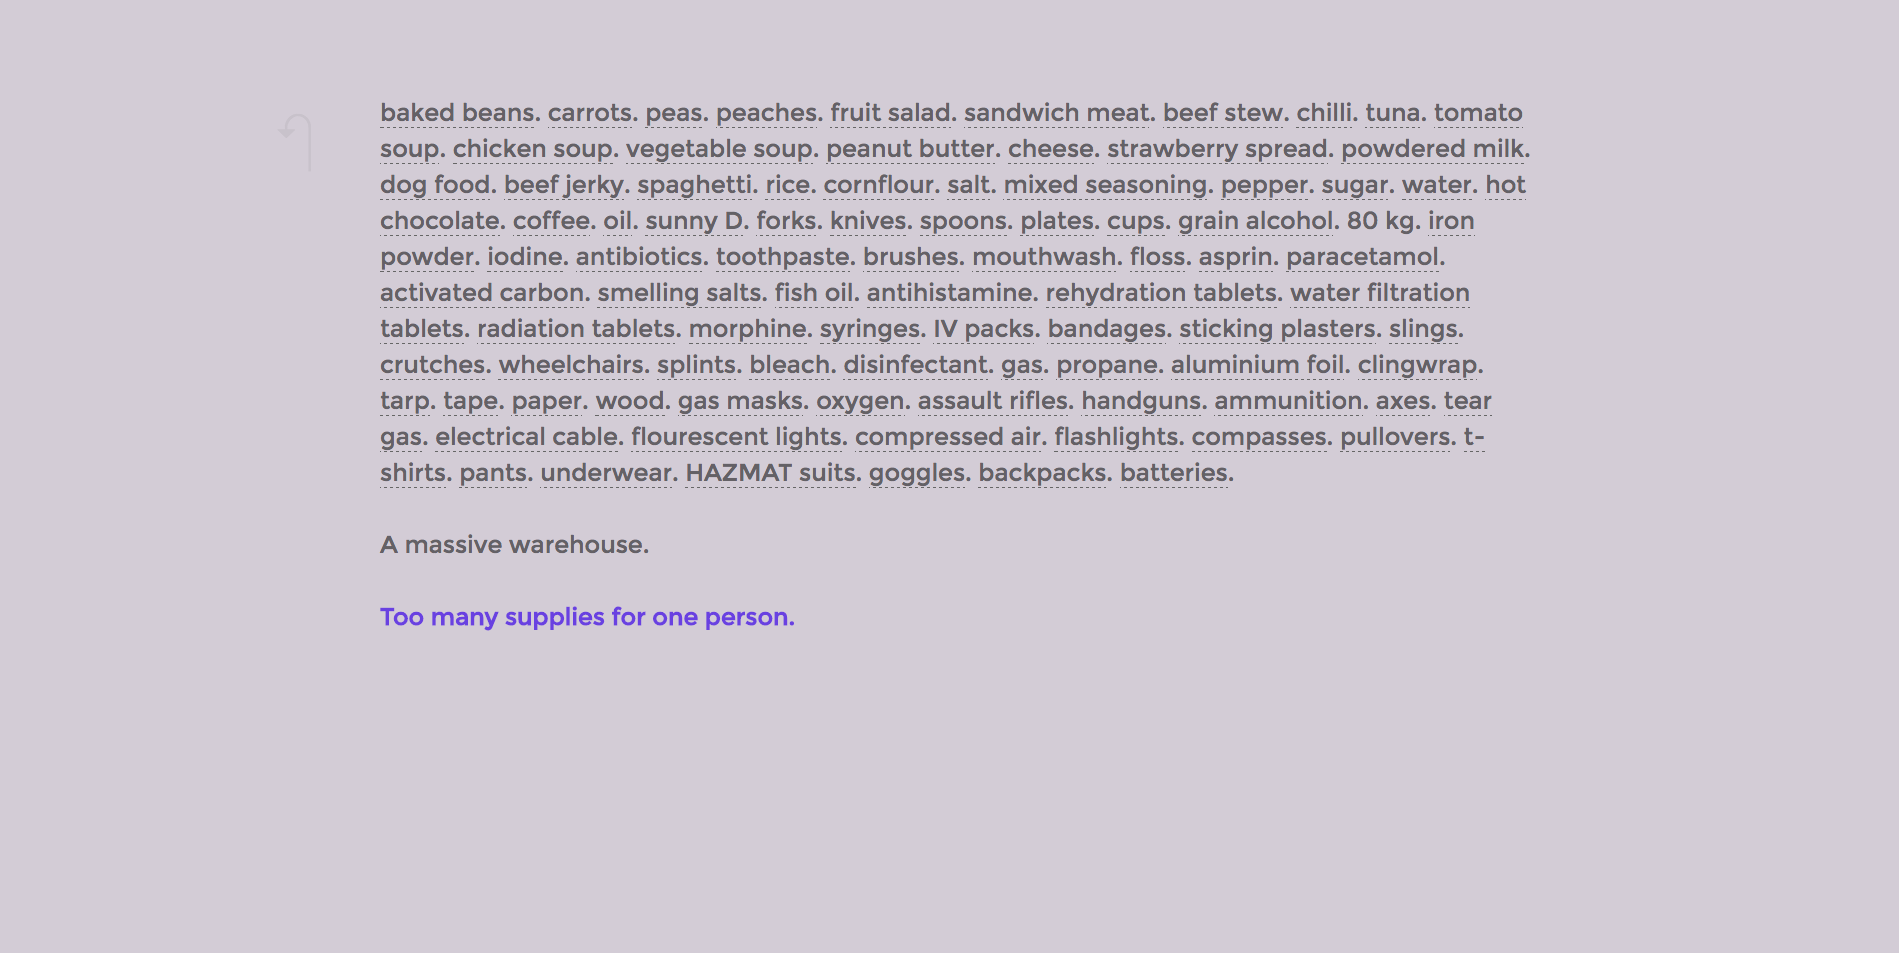 baked beans. carrots. peas. peaches. fruit salad. sandwich meat. beef stew. chilli. tuna. tomato
soup. chicken soup. vegetable soup. peanut butter. cheese. strawberry spread. powdered milk.
dog food. beef jerky. spaghetti. rice. cornflour. salt. mixed seasoning. pepper. sugar. water. hot
chocolate. coffee. oil. sunny D. forks. knives. spoons. plates. cups. grain alcohol. 80 kg. iron
powder. iodine. antibiotics. toothpaste. brushes. mouthwash. floss. asprin. paracetamol.
activated carbon. smelling salts. fish oil. antihistamine. rehydration tablets. water filtration
tablets. radiation tablets. morphine. syringes. IV packs. bandages. sticking plasters. slings.
crutches. wheelchairs. splints. bleach. disinfectant. gas. propane. aluminium foil. clingwrap.
tarp. tape. paper. wood. gas masks. oxygen. assault rifles. handguns. ammunition. axes. tear
gas. electrical cable. flourescent lights. compressed air. flashlights. compasses. pullovers. t-
shirts. pants. underwear. HAZMAT suits. goggles. backpacks. batteries.
A massive warehouse.
Too many supplies for one person.